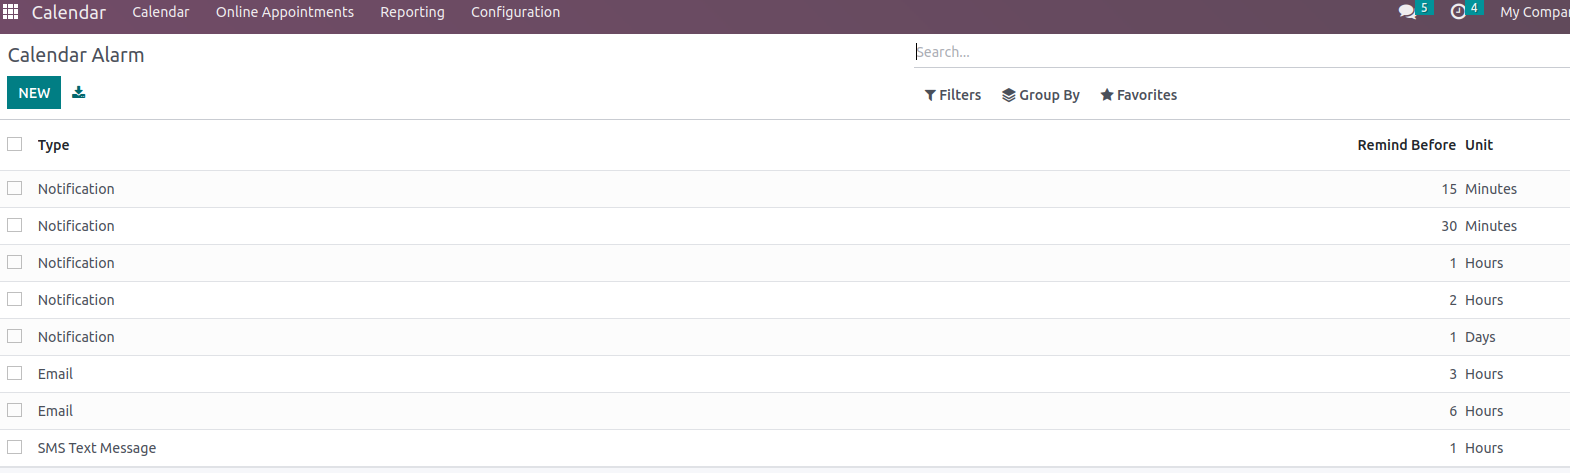 Calendar Calendar Online Appointments Reporting Configuration 5 4 My Compar
Calendar Alarm Search...
NEW Filters Group By Favorites
Type Remind Before Unit
Notification 15 Minutes
Notification 30 Minutes
Notification 1 Hours
Notification 2 Hours
Notification 1 Days
Email 3 Hours
Email 6 Hours
SMS Text Message 1 Hours